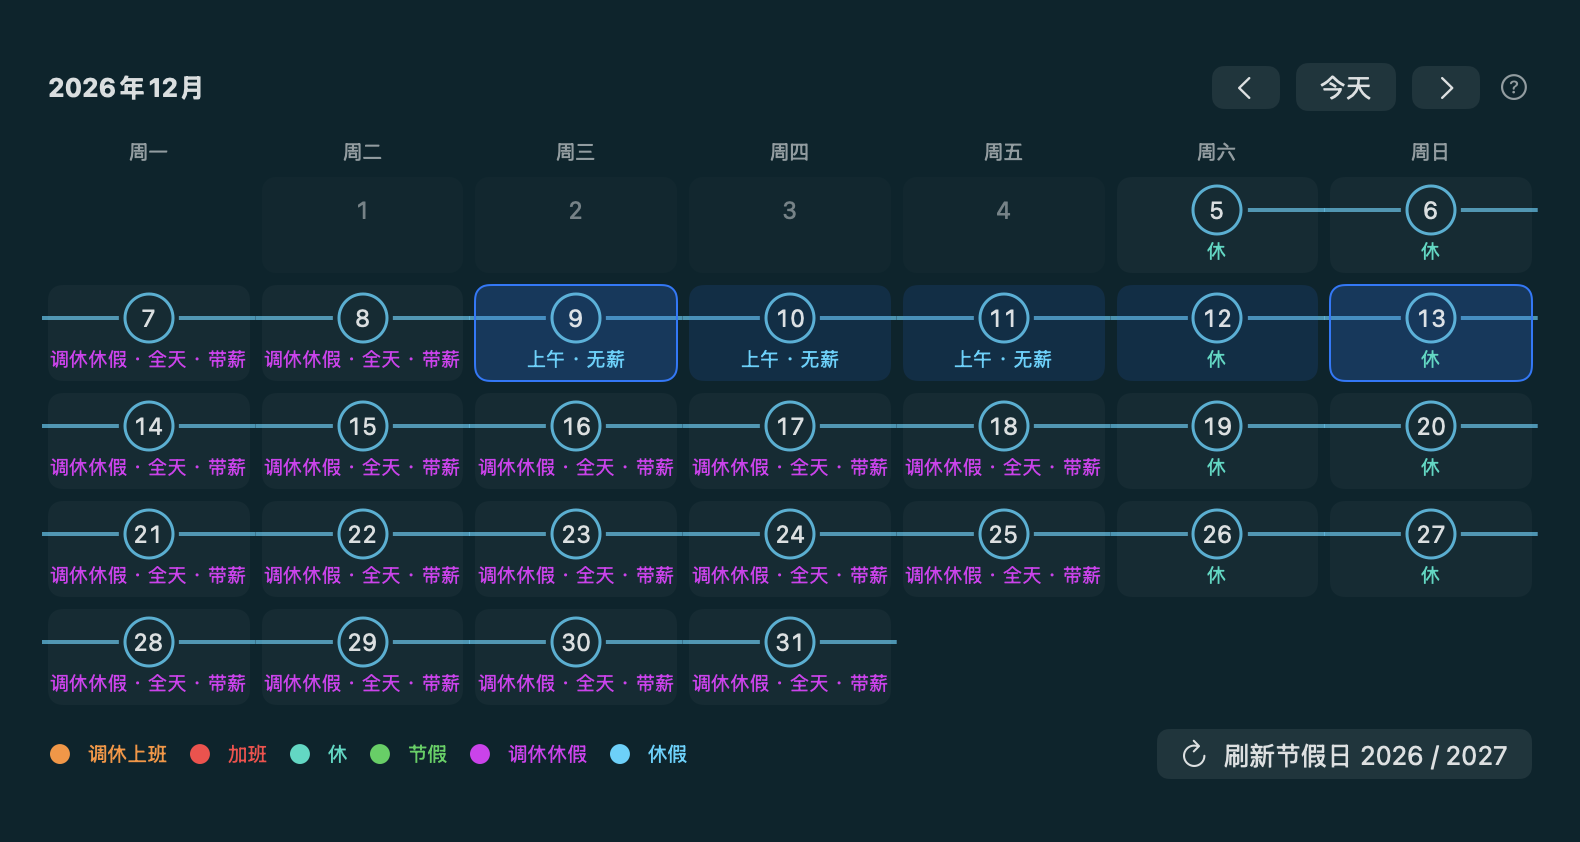 2026年12月
今天
?
周一 周二 周三 周四 周五 周六 周日
1 2 3 4 5 6
休 休
7 8 9 10 11 12 13
调休休假 · 全天 · 带薪 调休休假 · 全天 · 带薪 上午 · 无薪 上午 · 无薪 上午 · 无薪 休 休
14 15 16 17 18 19 20
调休休假 · 全天 · 带薪 调休休假 · 全天 · 带薪 调休休假 · 全天 · 带薪 调休休假 · 全天 · 带薪 调休休假 · 全天 · 带薪 休 休
21 22 23 24 25 26 27
调休休假 · 全天 · 带薪 调休休假 · 全天 · 带薪 调休休假 · 全天 · 带薪 调休休假 · 全天 · 带薪 调休休假 · 全天 · 带薪 休 休
28 29 30 31
调休休假 · 全天 · 带薪 调休休假 · 全天 · 带薪 调休休假 · 全天 · 带薪 调休休假 · 全天 · 带薪
调休上班 加班 休 节假 调休休假 休假
刷新节假日 2026 / 2027